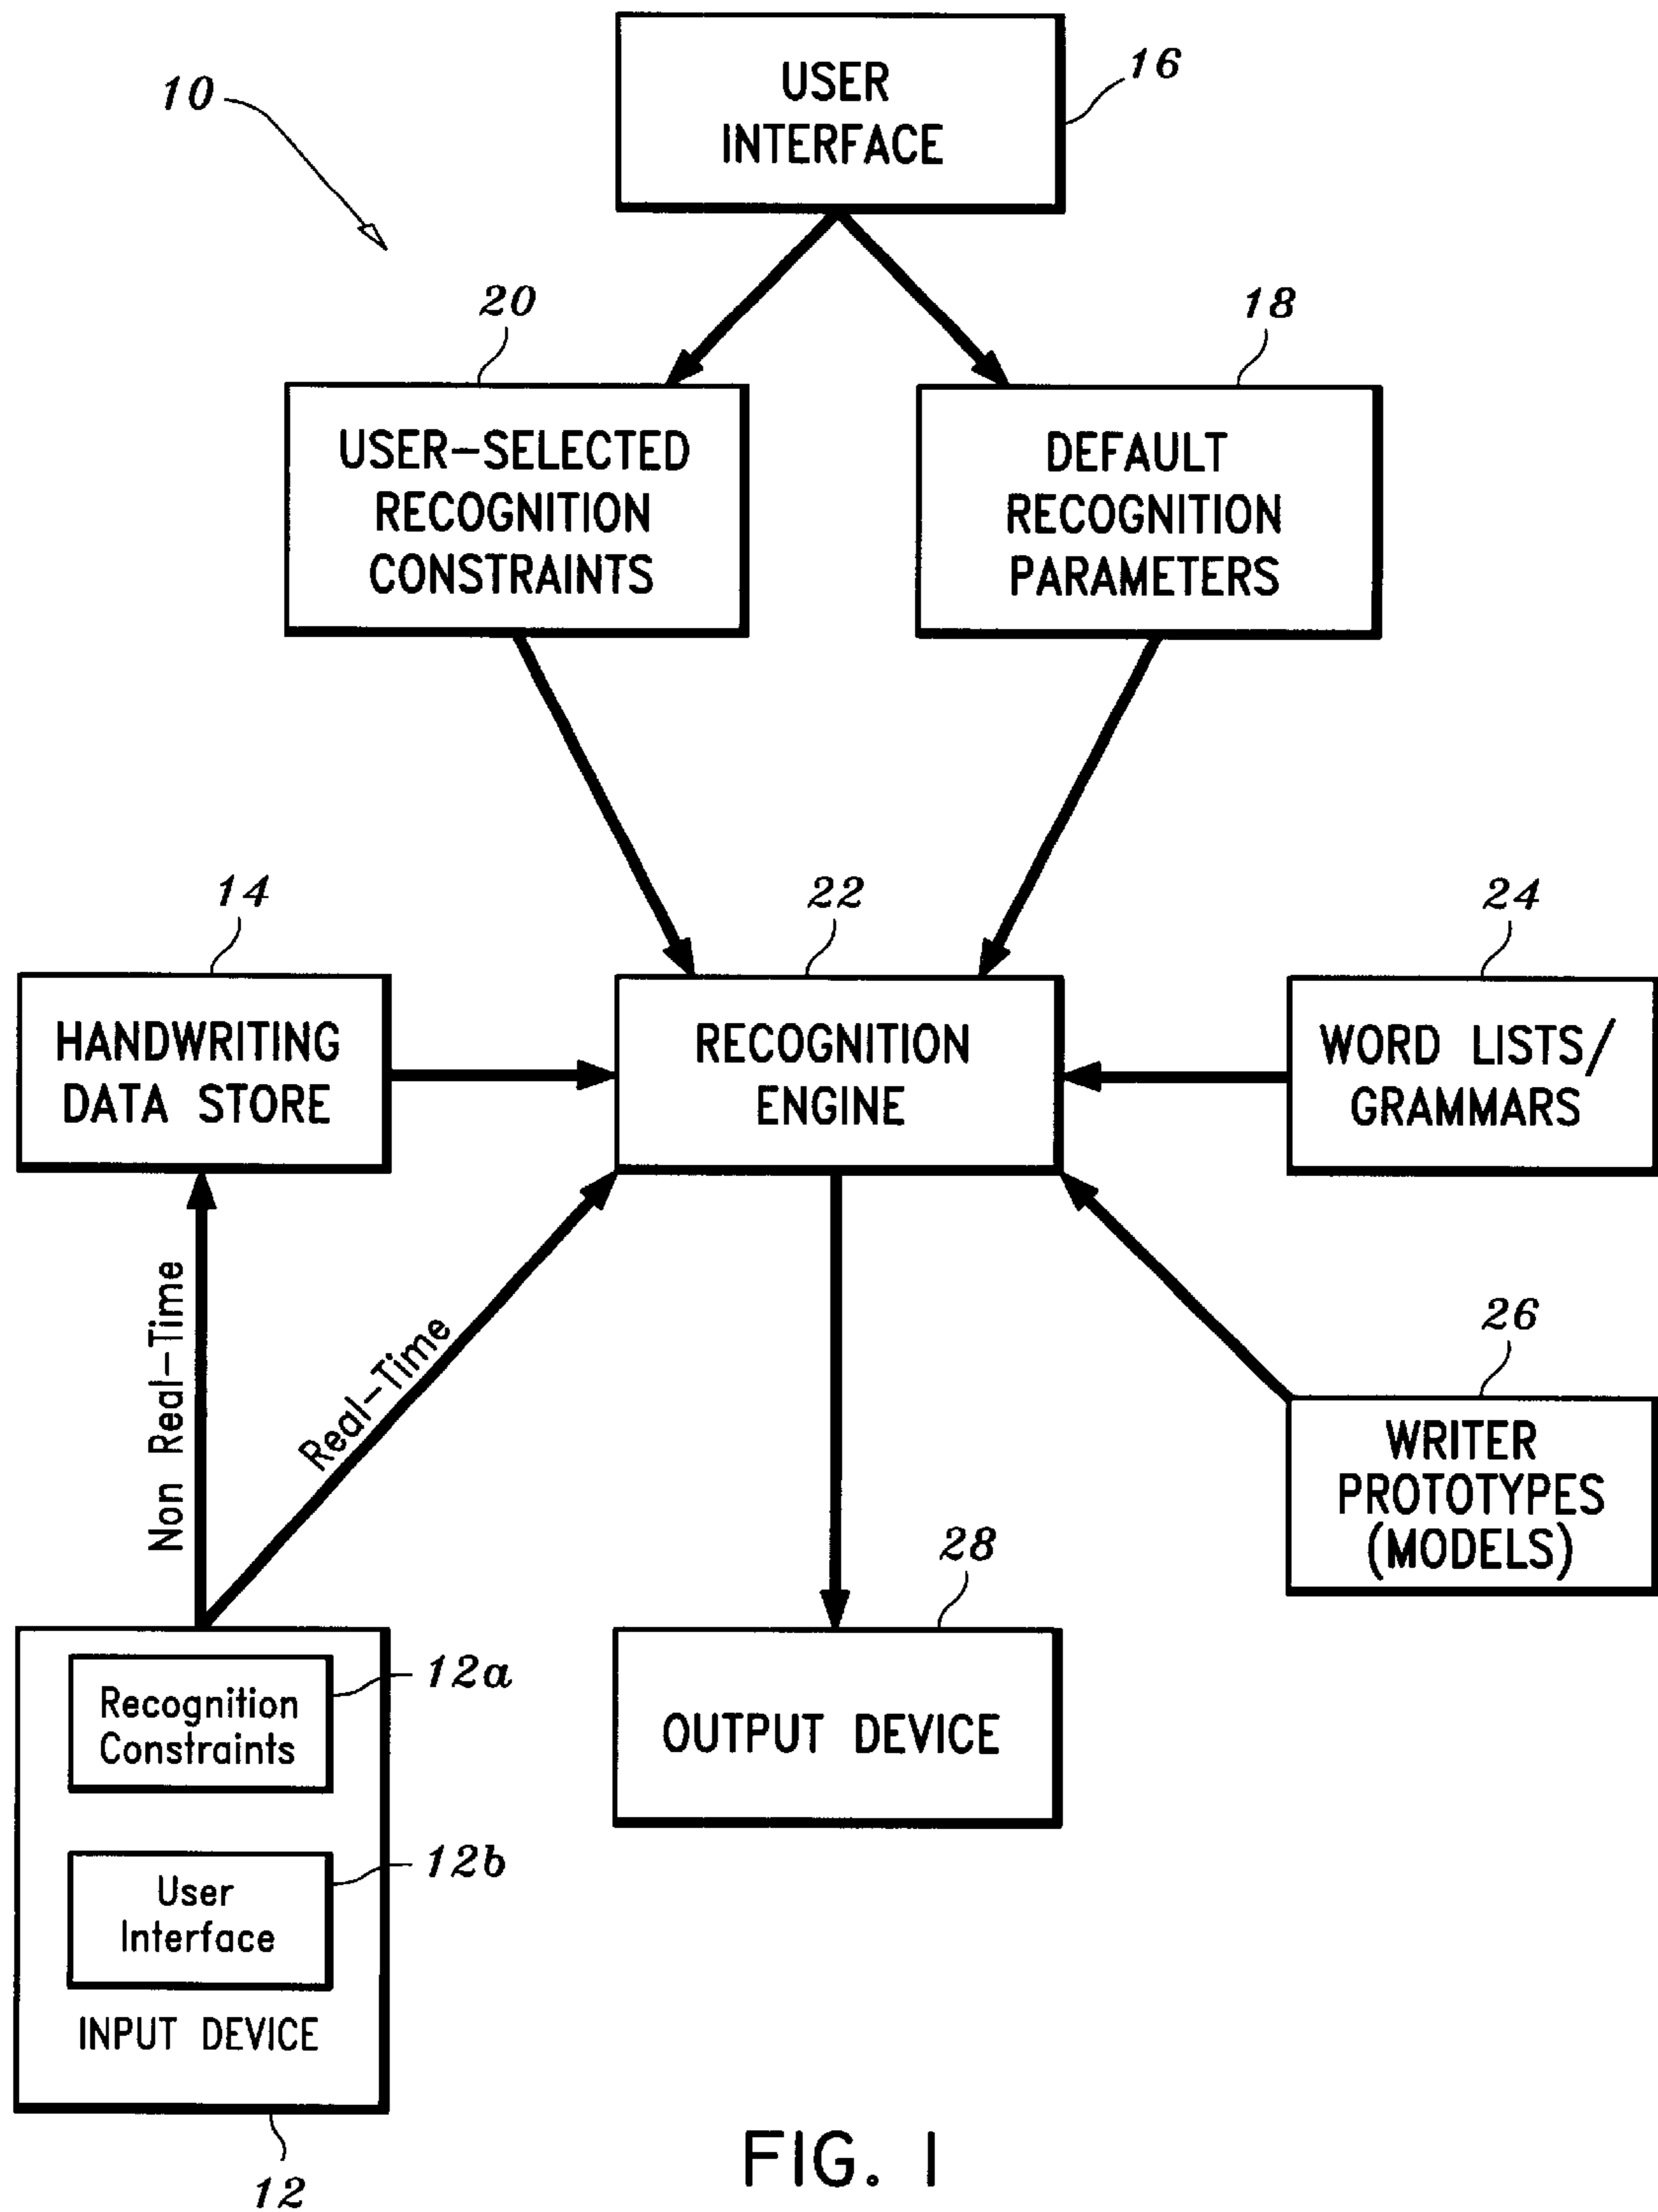 10
USER
INTERFACE
16
20
18
USER-SELECTED
RECOGNITION
CONSTRAINTS
DEFAULT
RECOGNITION
PARAMETERS
14
22
24
HANDWRITING
DATA STORE
RECOGNITION
ENGINE
WORD LISTS/
GRAMMARS
Non Real-Time
Real-Time
26
WRITER
PROTOTYPES
(MODELS)
28
Recognition
Constraints
12a
OUTPUT DEVICE
User
Interface
12b
INPUT DEVICE
12
FIG. 1